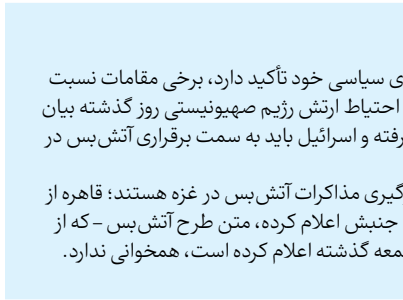 ی سیاسی خود تأکید دارد، برخی مقامات نسبت
احتیاط ارتش رژیم صهیونیستی روز گذشته بیان
رفته و اسرائیل باید به سمت برقراری آتش‌بس در
گیری مذاکرات آتش‌بس در غزه هستند؛ قاهره از
جنبش اعلام کرده، متن طرح آتش‌بس – که از
معه گذشته اعلام کرده است، همخوانی ندارد.